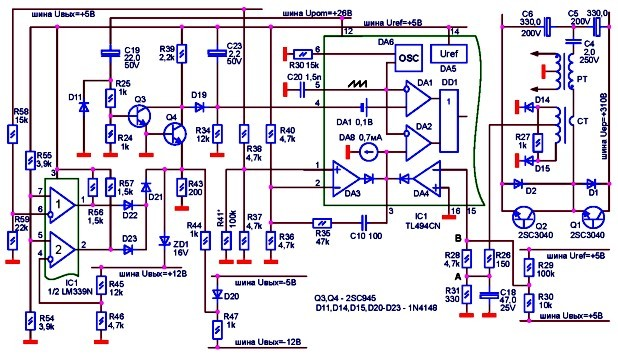 шина Uвых=+5В
шина Uром=+26В
шина Uref=+5В
C6 330,0 200V
C5 330,0 200V
C4 2,0 250V
C19 22,0 50V
R39 2,2k
C23 2,2 50V
12
14
DA6
OSC
Uref
DA5
6
R30 15k
C20 1,5n
5
4
DA1 0,1В
DA1
DD1
DA2
DA8 0,7мА
1
2
DA3
DA4
3
16
15
IC1
TL494CN
PT
CT
D14
R27 1k
D15
D2
D1
Q2
2SC3040
Q1
2SC3040
шина Uep=+310В
R25 1k
D11
R24 1k
Q3
Q4
D19
R34 12k
R38 4,7k
R40 4,7k
R58 15k
R55 3,9k
3
7
6
5
4
1
2
1
2
R56 1,5k
R57 1,5k
D22
D23
D21
R43 200
R44 1k
ZD1 16V
R41* 100k
R37 4,7k
R36 4,7k
R35 47k
C10 100
R59 22k
IC1
1/2 LM339N
шина Uвых=+12В
R45 12k
R46 4,7k
R54 3,9k
шина Uвых=-5В
D20
R47 1k
шина Uвых=-12В
Q3,Q4 - 2SC945
D11,D14,D15,D20-D23 - 1N4148
B
R28 4,7k
A
R31 330
R26 150
C18 47,0 25V
шина Uref=+5В
R29 100k
R30 10k
шина Uвых=+5В